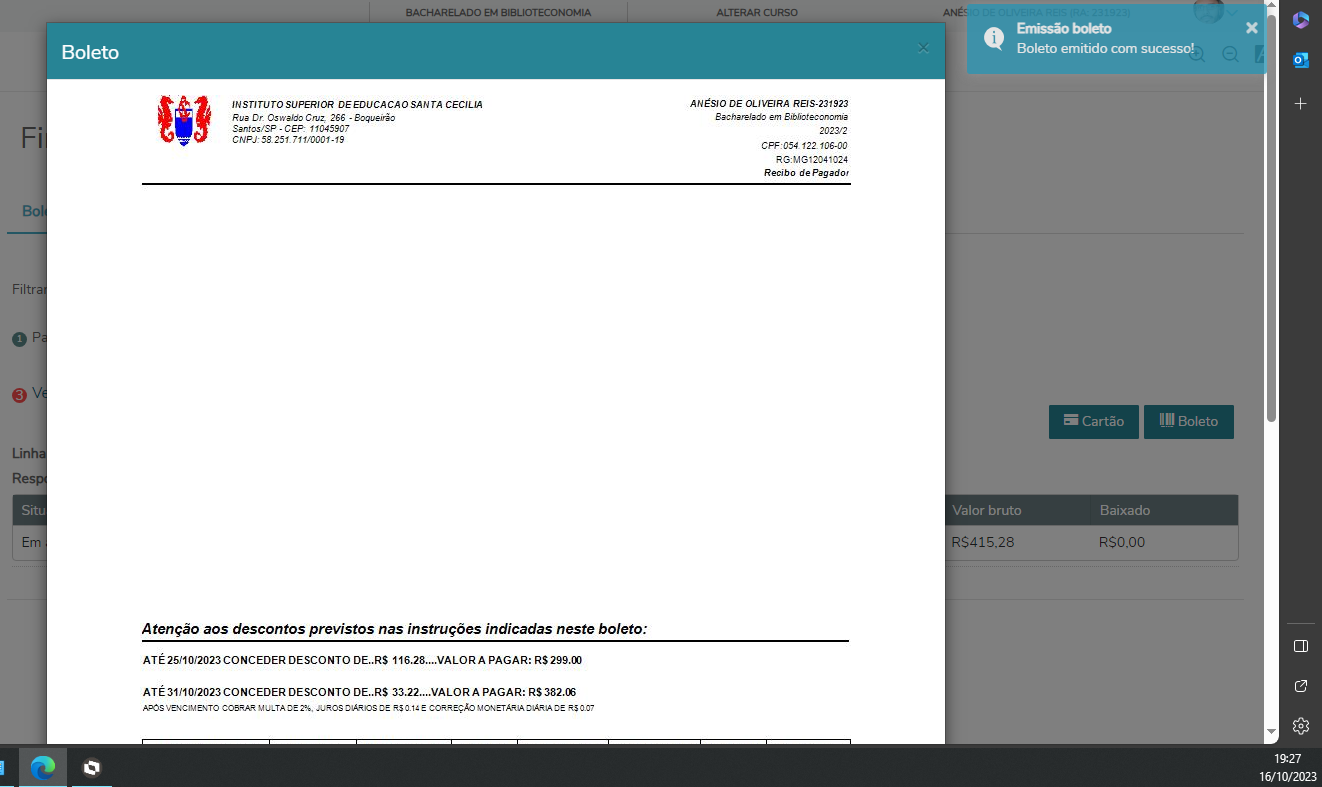 BACHARELADO EM BIBLIOTECONOMIA
ALTERAR CURSO
ANÉSIO DE OLIVEIRA REIS (RA: 231923)
Emissão boleto
Boleto emitido com sucesso!
Boleto
INSTITUTO SUPERIOR DE EDUCACAO SANTA CECILIA
Rua Dr. Oswaldo Cruz, 266 - Boqueirão
Santos/SP - CEP: 11045907
CNPJ: 58.251.711/0001-19
ANÉSIO DE OLIVEIRA REIS-231923
Bacharelado em Biblioteconomia
2023/2
CPF:054.122.106-00
RG:MG12041024
Recibo de Pagador
Fi
Bol
Filtrar
1 Pa
3 Ve
Cartão
Boleto
Linha
Respo
Situ
Valor bruto
Baixado
Em
R$415,28
R$0,00
Atenção aos descontos previstos nas instruções indicadas neste boleto:
ATÉ 25/10/2023 CONCEDER DESCONTO DE..R$ 116.28....VALOR A PAGAR: R$ 299.00
ATÉ 31/10/2023 CONCEDER DESCONTO DE..R$ 33.22....VALOR A PAGAR: R$ 382.06
APÓS VENCIMENTO COBRAR MULTA DE 2%, JUROS DIÁRIOS DE R$ 0.14 E CORREÇÃO MONETÁRIA DIÁRIA DE R$ 0.07
19:27
16/10/2023